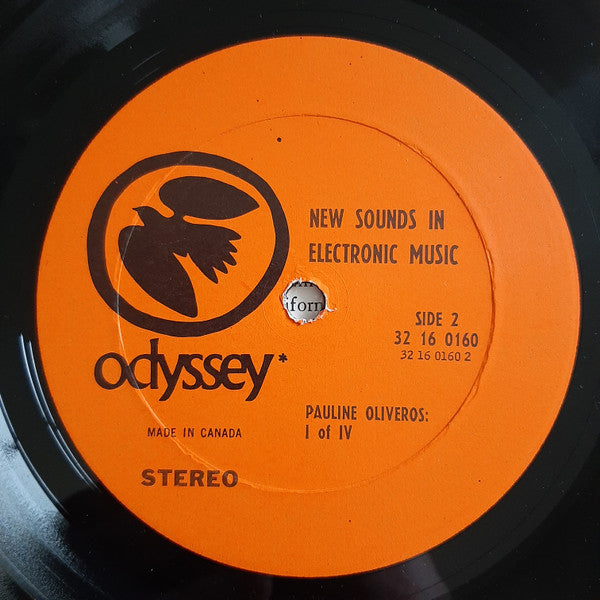 NEW SOUNDS IN
ELECTRONIC MUSIC
iforn
SIDE 2
32 16 0160
32 16 0160 2
odyssey*
PAULINE OLIVEROS:
I of IV
MADE IN CANADA
STEREO